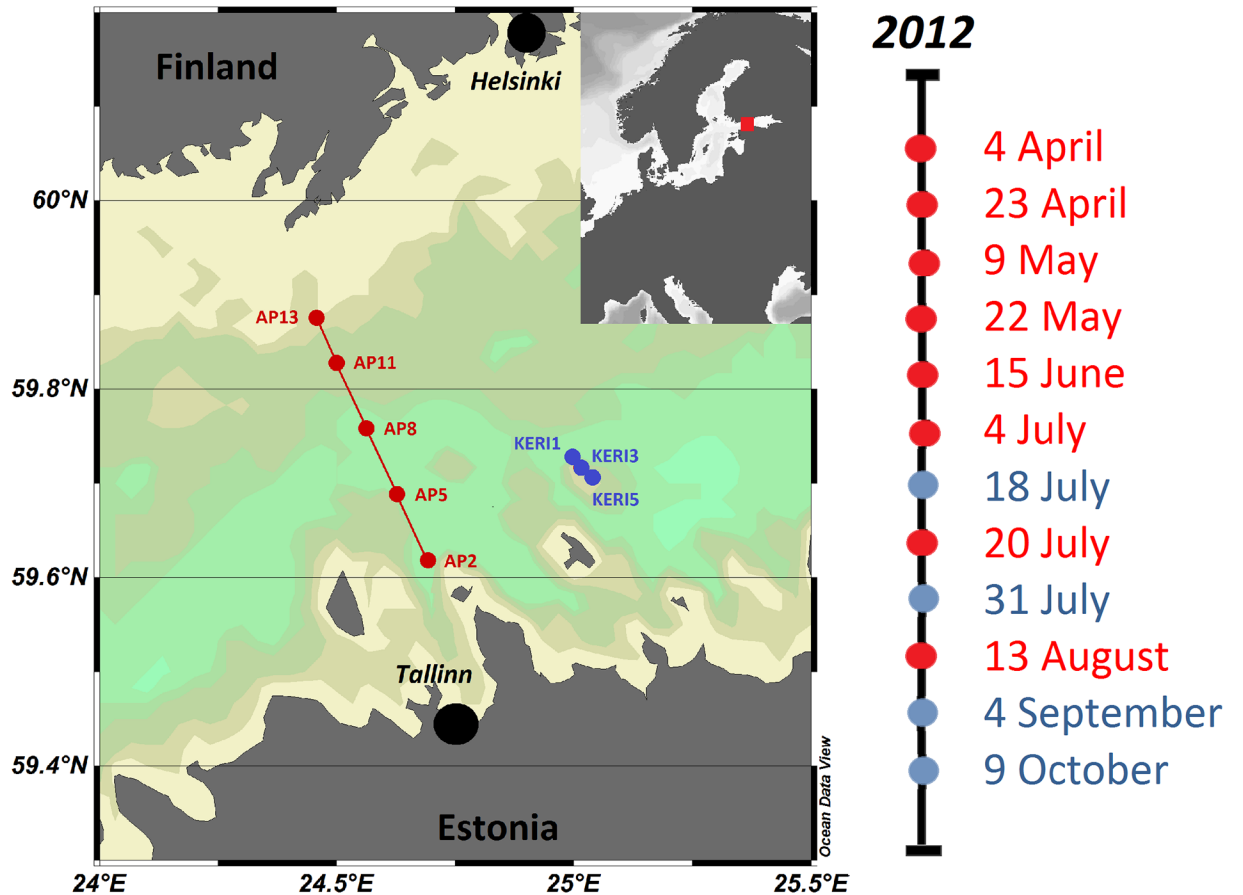 Finland
Helsinki
60°N
AP13
AP11
59.8°N
AP8
KERI1
KERI3
AP5
KERI5
AP2
59.6°N
Tallinn
59.4°N
Estonia
Ocean Data View
24°E
24.5°E
25°E
25.5°E
2012
4 April
23 April
9 May
22 May
15 June
4 July
18 July
20 July
31 July
13 August
4 September
9 October